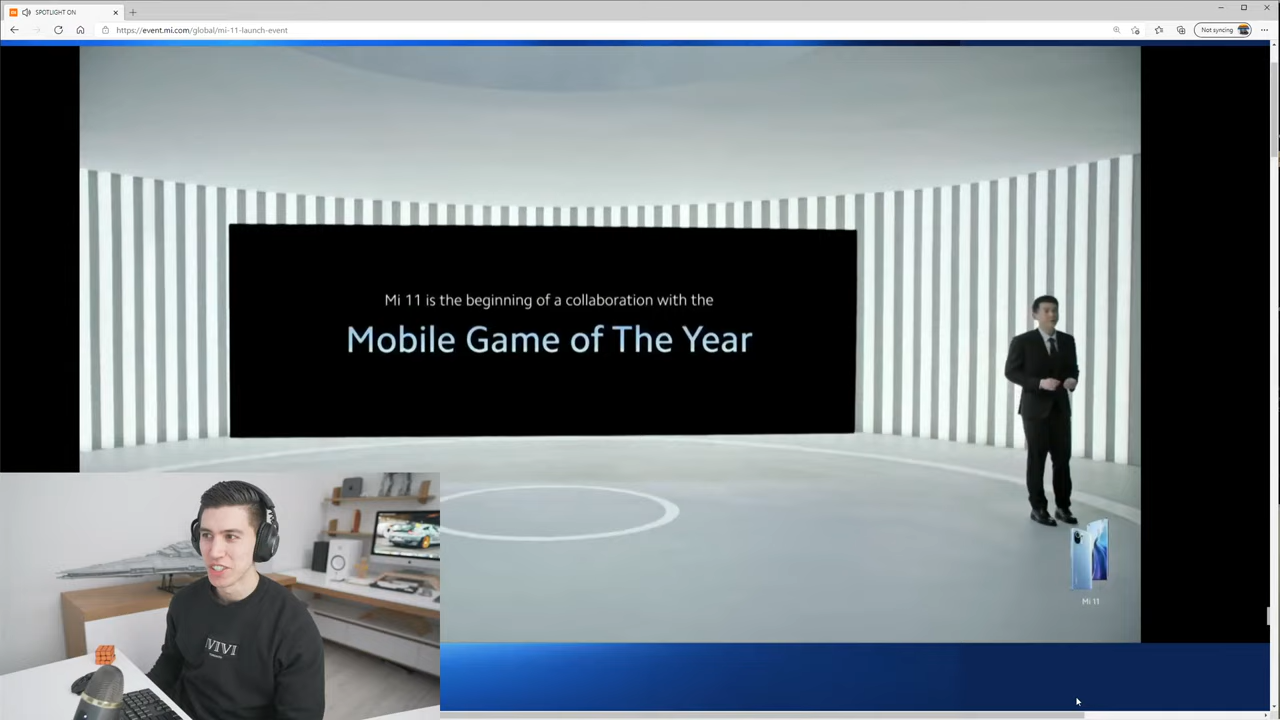 SPOTLIGHT ON
https://event.mi.com/global/mi-11-launch-event
Not syncing
Mi 11 is the beginning of a collaboration with the
Mobile Game of The Year
Mi 11